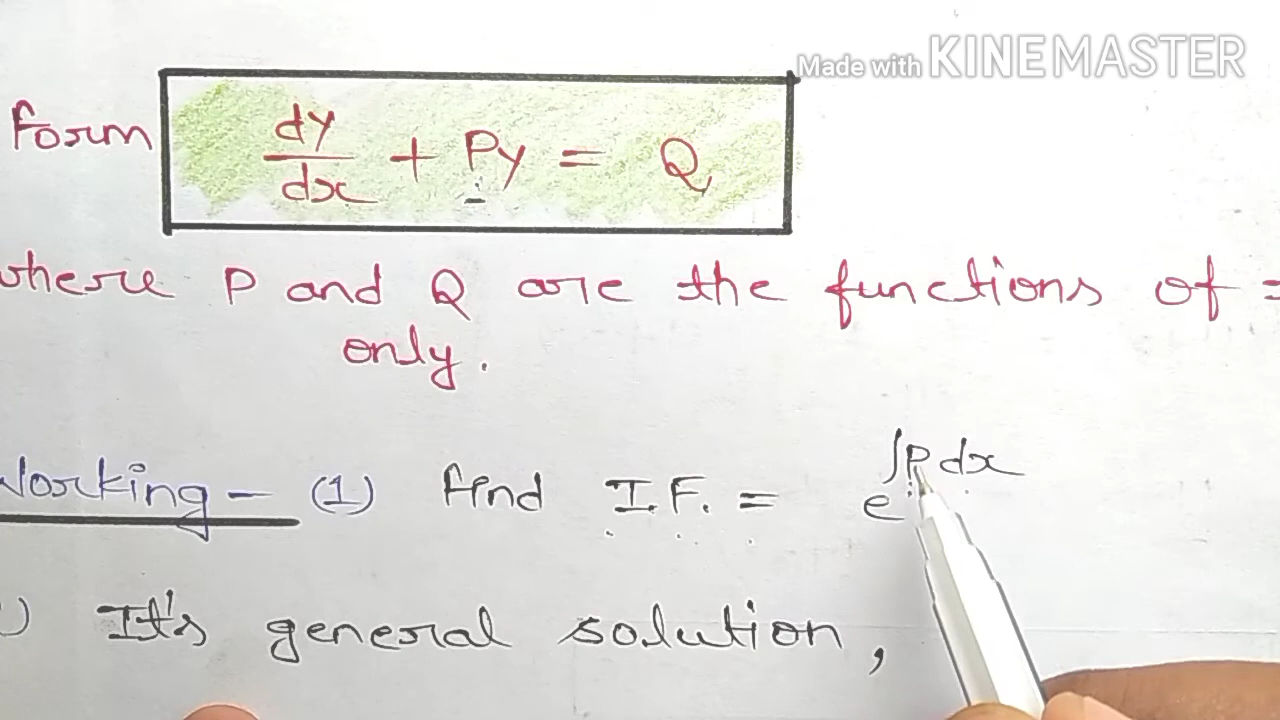 Made with KINEMASTER
Form dy/dx + Py = Q
where P and Q are the functions of
only.
Working - (1) Find I.F. = e^∫P dx
) It's general solution,